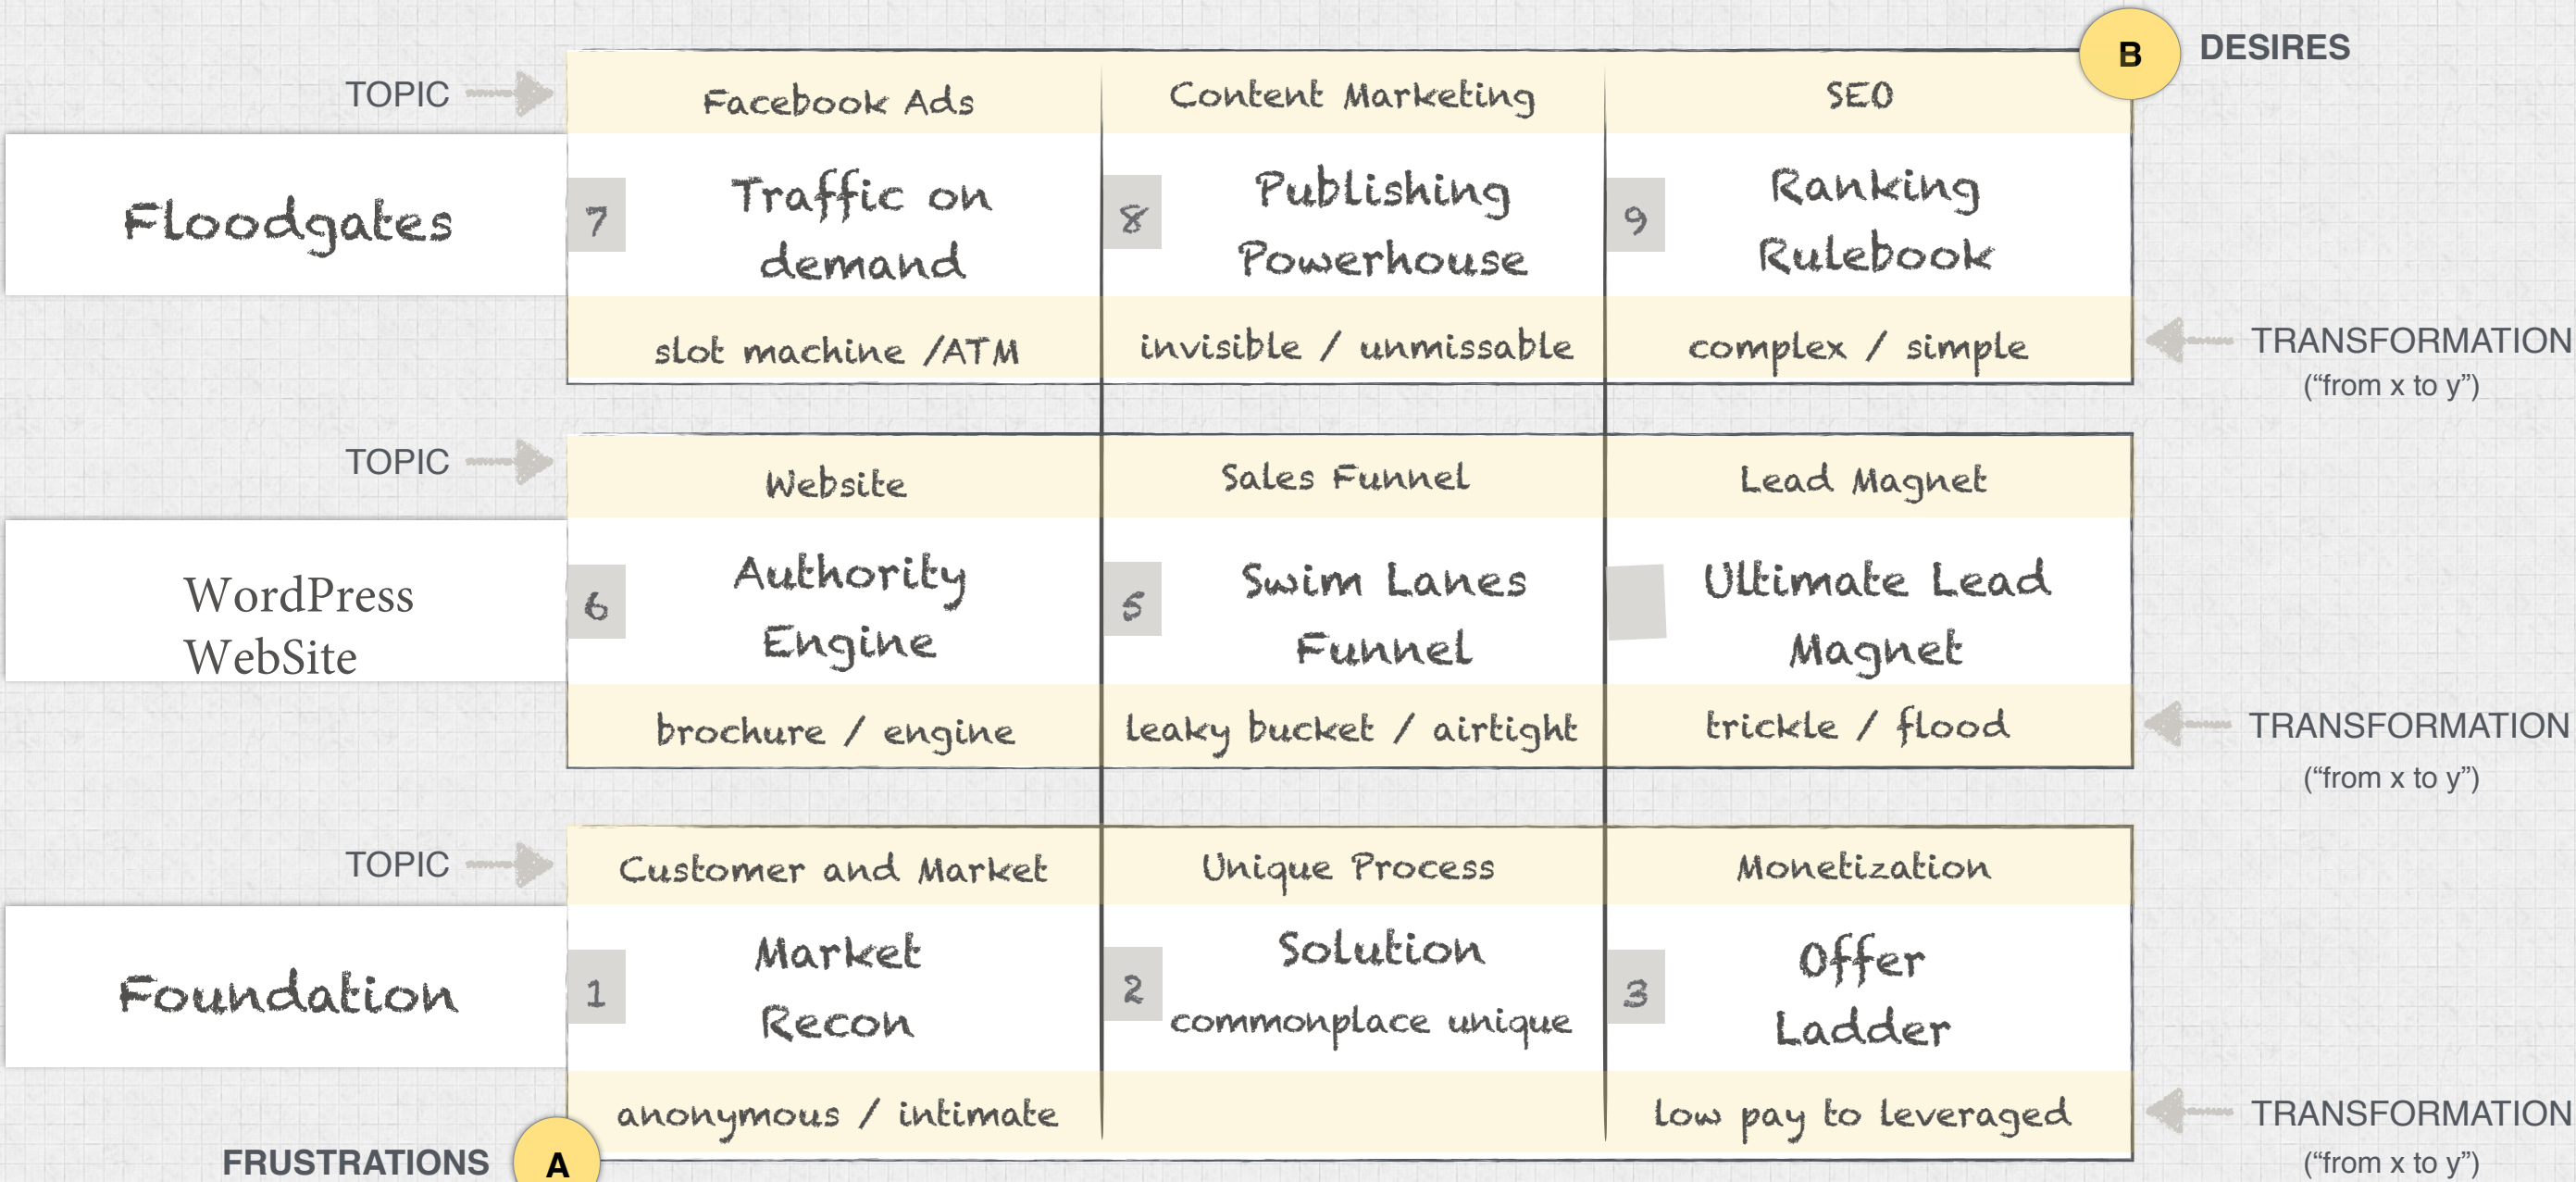 B
DESIRES
TOPIC
Facebook Ads
Content Marketing
SEO
Floodgates
7
Traffic on
demand
8
Publishing
Powerhouse
9
Ranking
Rulebook
slot machine /ATM
invisible / unmissable
complex / simple
TRANSFORMATION
(“from x to y”)
TOPIC
Website
Sales Funnel
Lead Magnet
WordPress
WebSite
6
Authority
Engine
5
Swim Lanes
Funnel
Ultimate Lead
Magnet
brochure / engine
leaky bucket / airtight
trickle / flood
TRANSFORMATION
(“from x to y”)
TOPIC
Customer and Market
Unique Process
Monetization
Foundation
1
Market
Recon
2
Solution
commonplace unique
3
Offer
Ladder
anonymous / intimate
low pay to leveraged
TRANSFORMATION
(“from x to y”)
FRUSTRATIONS
A